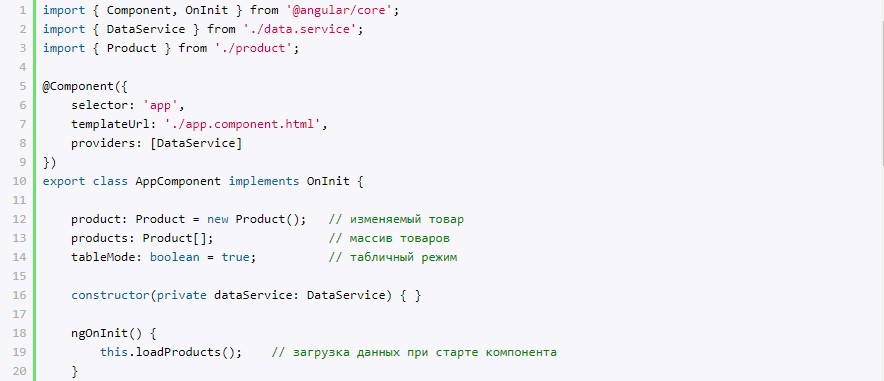 1 import { Component, OnInit } from '@angular/core';
2 import { DataService } from './data.service';
3 import { Product } from './product';
4
5 @Component({
6 selector: 'app',
7 templateUrl: './app.component.html',
8 providers: [DataService]
9 })
10 export class AppComponent implements OnInit {
11
12 product: Product = new Product(); // изменяемый товар
13 products: Product[]; // массив товаров
14 tableMode: boolean = true; // табличный режим
15
16 constructor(private dataService: DataService) { }
17
18 ngOnInit() {
19 this.loadProducts(); // загрузка данных при старте компонента
20 }